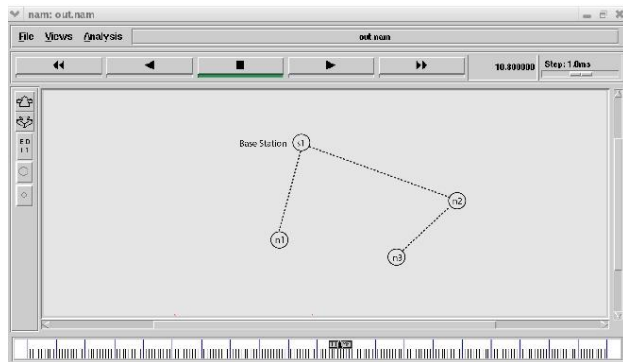 nam: out.nam
File Views Analysis out.nam
10.800000 Step: 1.0ms
Base Station s1
n2
n1
n3